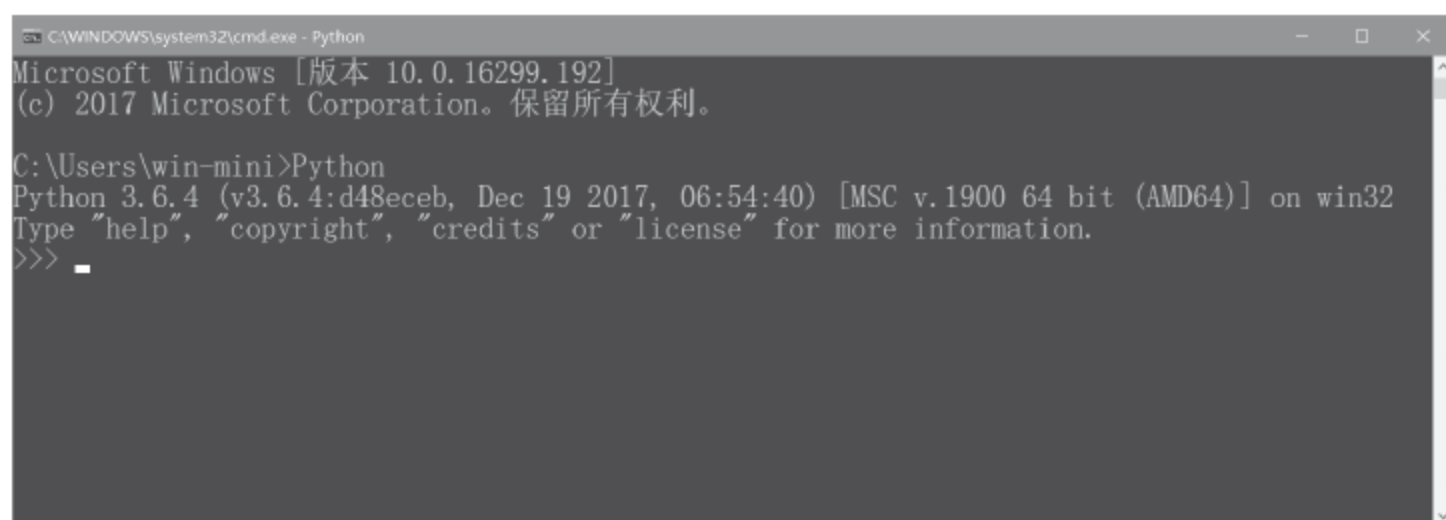 C:\WINDOWS\system32\cmd.exe - Python
Microsoft Windows [版本 10.0.16299.192]
(c) 2017 Microsoft Corporation。保留所有权利。
C:\Users\win-mini>Python
Python 3.6.4 (v3.6.4:d48eceb, Dec 19 2017, 06:54:40) [MSC v.1900 64 bit (AMD64)] on win32
Type "help", "copyright", "credits" or "license" for more information.
>>>